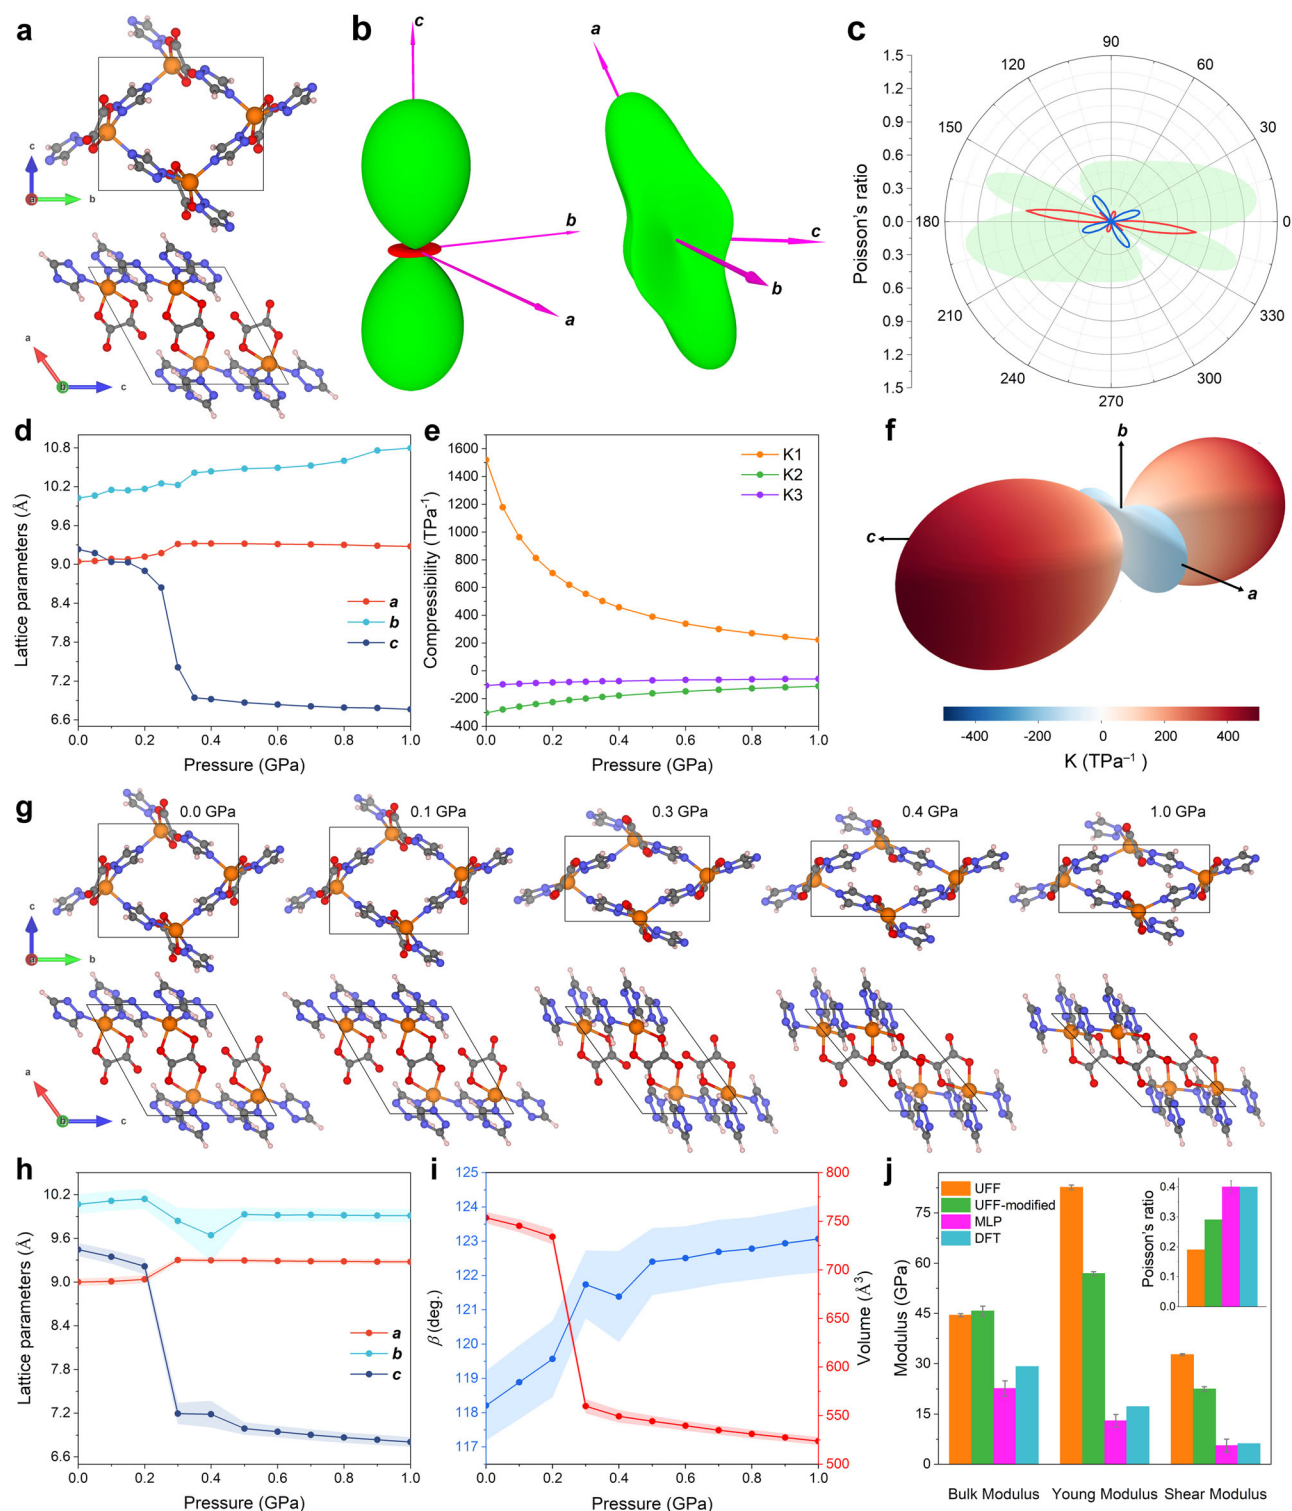 a
b
c
c
b
a
a
c
b
a
b
c
a
c
b
Poisson's ratio
1.5
1.2
0.9
0.6
0.3
0.0
0.3
0.6
0.9
1.2
1.5
90
60
30
0
330
300
270
240
210
180
150
120
d
Lattice parameters (Å)
10.8
10.2
9.6
9.0
8.4
7.8
7.2
6.6
a
b
c
0.0 0.2 0.4 0.6 0.8 1.0
Pressure (GPa)
e
Compressibility (TPa⁻¹)
1600
1400
1200
1000
800
600
400
200
0
-200
-400
K1
K2
K3
0.0 0.2 0.4 0.6 0.8 1.0
Pressure (GPa)
f
b
c
a
-400 -200 0 200 400
K (TPa⁻¹)
g
0.0 GPa 0.1 GPa 0.3 GPa 0.4 GPa 1.0 GPa
c
a
b
a
b
c
h
Lattice parameters (Å)
10.2
9.6
9.0
8.4
7.8
7.2
6.6
a
b
c
0.0 0.2 0.4 0.6 0.8 1.0
Pressure (GPa)
i
β (deg.)
125
124
123
122
121
120
119
118
117
800
750
700
650
600
550
500
Volume (Å³)
0.0 0.2 0.4 0.6 0.8 1.0
Pressure (GPa)
j
Modulus (GPa)
75
60
45
30
15
0
UFF
UFF-modified
MLP
DFT
Poisson's ratio
0.4
0.3
0.2
0.1
0.0
Bulk Modulus Young Modulus Shear Modulus